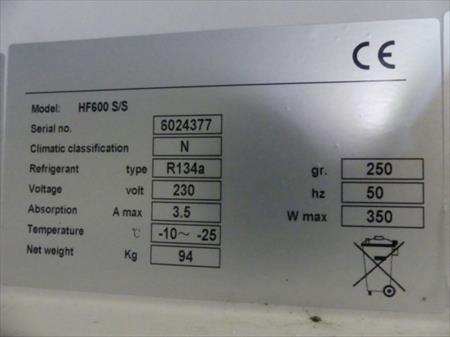 CE
Model: HF600 S/S
Serial no. 6024377
Climatic classification N
Refrigerant type R134a gr. 250
Voltage volt 230 hz 50
Absorption A max 3.5 W max 350
Temperature °C -10～ -25
Net weight Kg 94